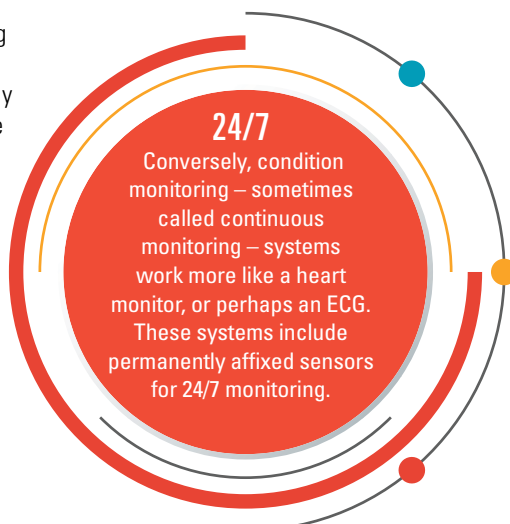 24/7
Conversely, condition
monitoring – sometimes
called continuous
monitoring – systems
work more like a heart
monitor, or perhaps an ECG.
These systems include
permanently affixed sensors
for 24/7 monitoring.